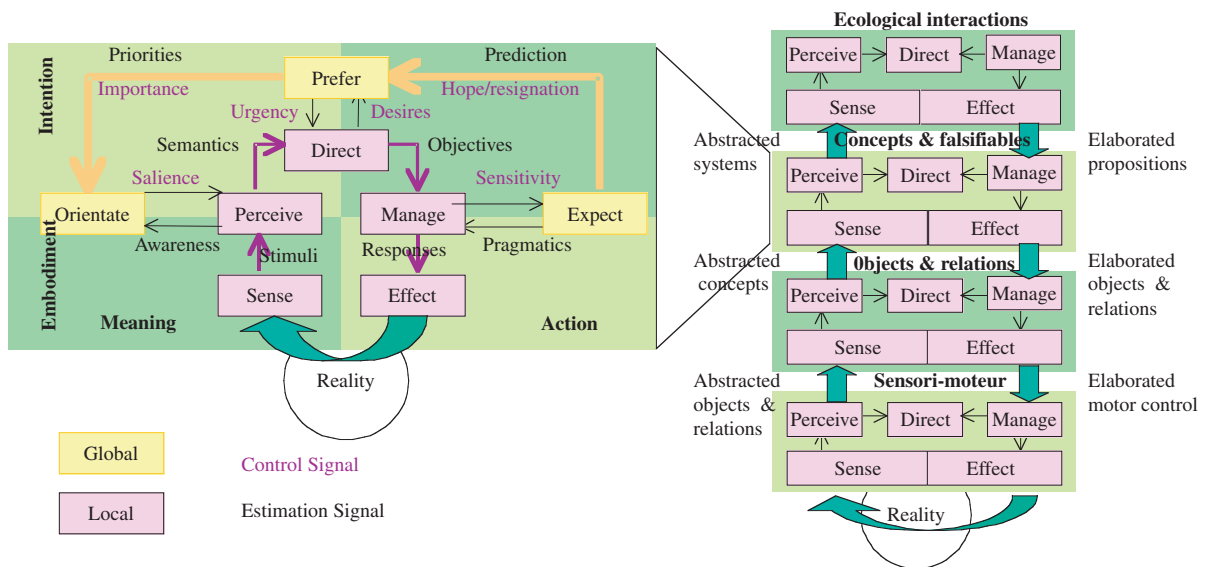 Priorities
Prediction
Prefer
Importance
Hope/resignation
Intention
Urgency
Desires
Semantics
Direct
Objectives
Salience
Sensitivity
Orientate
Perceive
Manage
Expect
Awareness
Stimuli
Responses
Pragmatics
Embodiment
Sense
Effect
Meaning
Action
Reality
Global
Control Signal
Local
Estimation Signal
Ecological interactions
Perceive
Direct
Manage
Sense
Effect
Abstracted
systems
Concepts & falsifiables
Elaborated
propositions
Perceive
Direct
Manage
Sense
Effect
Abstracted
concepts
0bjects & relations
Elaborated
objects &
relations
Perceive
Direct
Manage
Sense
Effect
Abstracted
objects &
relations
Sensori-moteur
Elaborated
motor control
Perceive
Direct
Manage
Sense
Effect
Reality